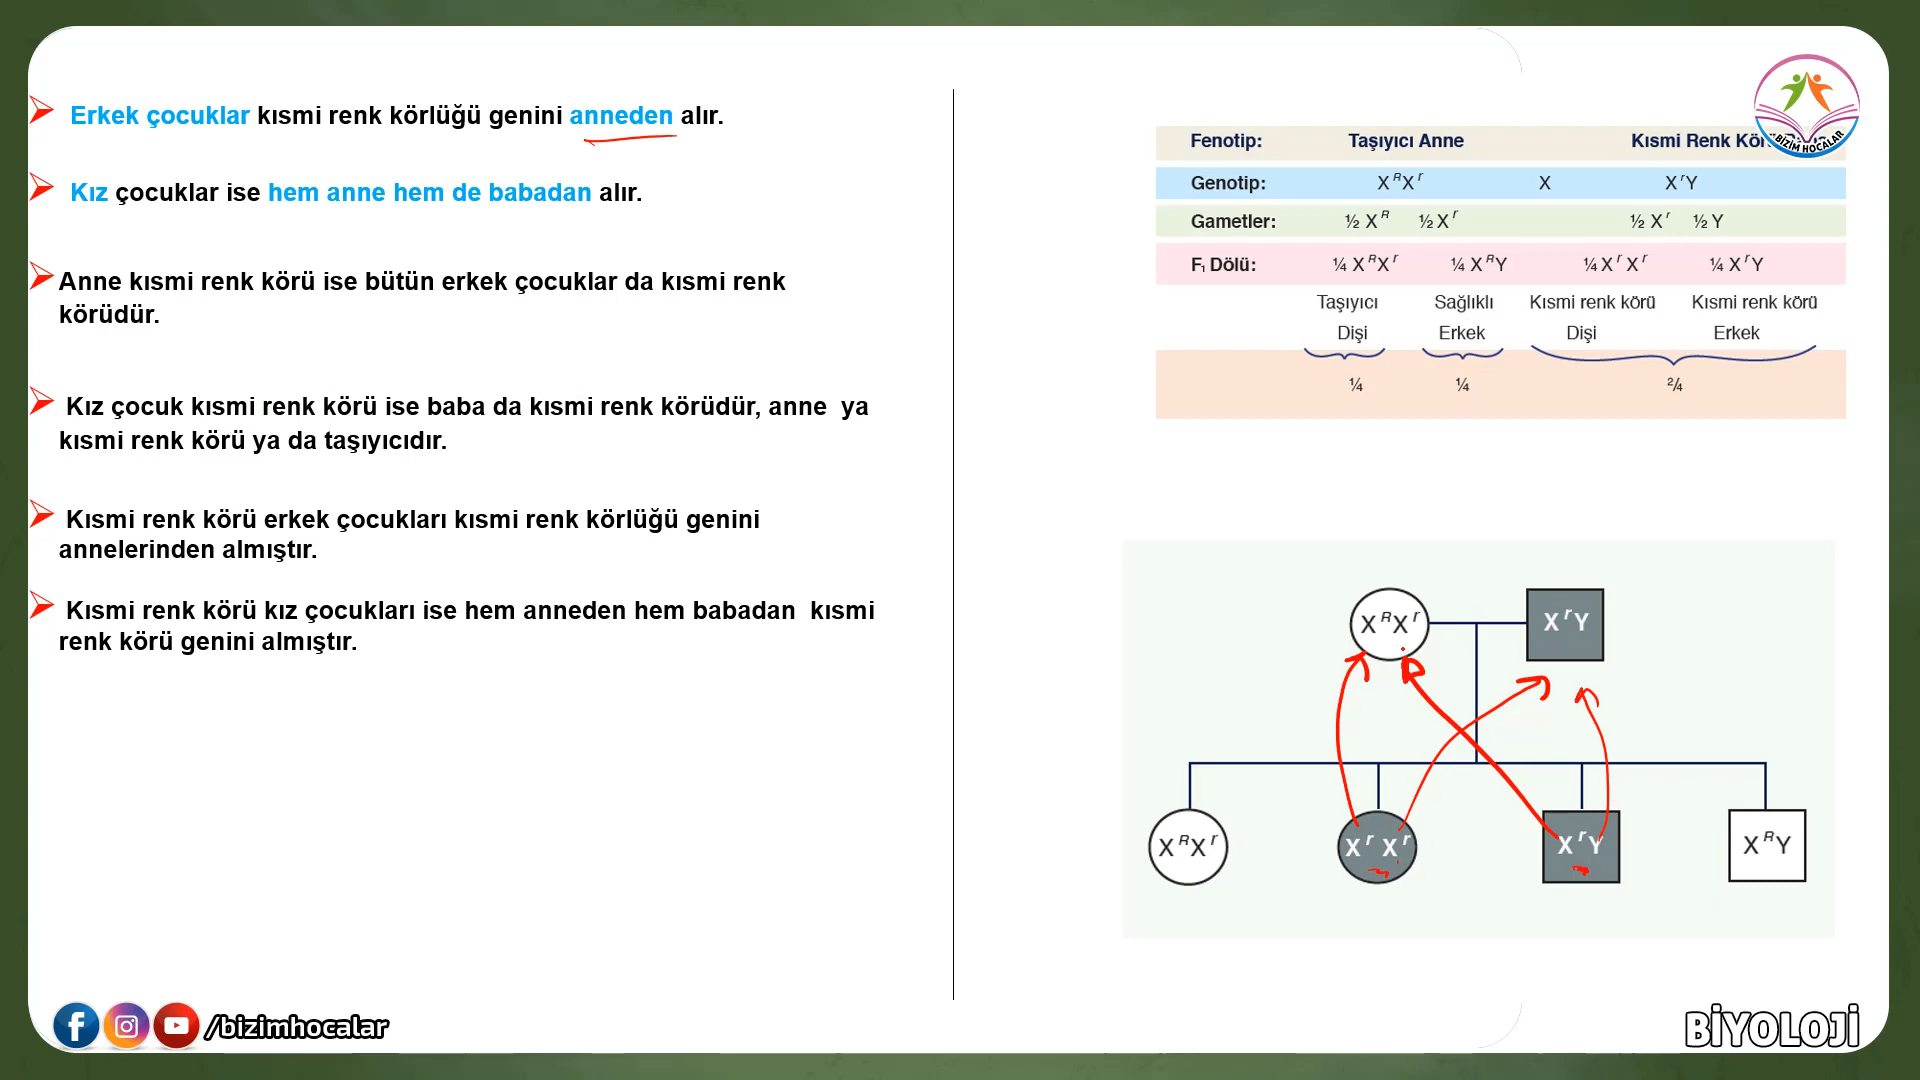 Erkek çocuklar kısmi renk körlüğü genini anneden alır.
Kız çocuklar ise hem anne hem de babadan alır.
Anne kısmi renk körü ise bütün erkek çocuklar da kısmi renk
körüdür.
Kız çocuk kısmi renk körü ise baba da kısmi renk körüdür, anne ya
kısmi renk körü ya da taşıyıcıdır.
Kısmi renk körü erkek çocukları kısmi renk körlüğü genini
annelerinden almıştır.
Kısmi renk körü kız çocukları ise hem anneden hem babadan kısmi
renk körü genini almıştır.
BİZİM HOCALAR
Fenotip: Taşıyıcı Anne Kısmi Renk
Genotip: XᴿXʳ X XʳY
Gametler: ½ Xᴿ ½ Xʳ ½ Xʳ ½ Y
F₁ Dölü: ¼ XᴿXʳ ¼ XᴿY ¼ Xʳ Xʳ ¼ XʳY
Taşıyıcı Sağlıklı Kısmi renk körü Kısmi renk körü
Dişi Erkek Dişi Erkek
¼ ¼ ²⁄₄
XᴿXʳ XʳY
XᴿXʳ Xʳ Xʳ XʳY XᴿY
/bizimhocalar
BİYOLOJİ